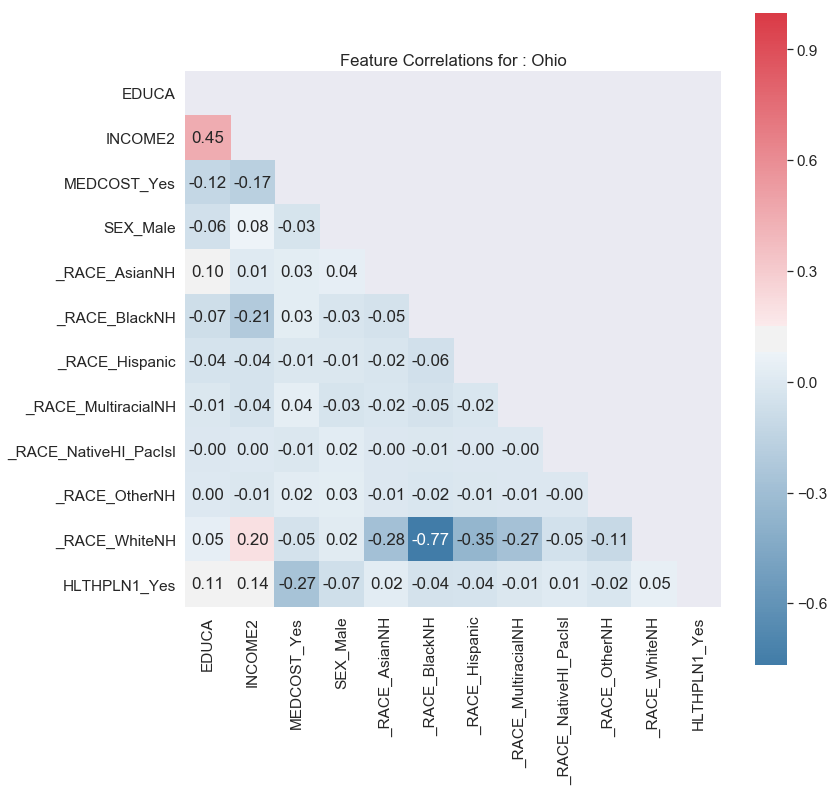 Feature Correlations for : Ohio
EDUCA
INCOME2 0.45
MEDCOST_Yes -0.12 -0.17
SEX_Male -0.06 0.08 -0.03
_RACE_AsianNH 0.10 0.01 0.03 0.04
_RACE_BlackNH -0.07 -0.21 0.03 -0.03 -0.05
_RACE_Hispanic -0.04 -0.04 -0.01 -0.01 -0.02 -0.06
_RACE_MultiracialNH -0.01 -0.04 0.04 -0.03 -0.02 -0.05 -0.02
_RACE_NativeHI_PacIsl -0.00 0.00 -0.01 0.02 -0.00 -0.01 -0.00 -0.00
_RACE_OtherNH 0.00 -0.01 0.02 0.03 -0.01 -0.02 -0.01 -0.01 -0.00
_RACE_WhiteNH 0.05 0.20 -0.05 0.02 -0.28 -0.77 -0.35 -0.27 -0.05 -0.11
HLTHPLN1_Yes 0.11 0.14 -0.27 -0.07 0.02 -0.04 -0.04 -0.01 0.01 -0.02 0.05
EDUCA
INCOME2
MEDCOST_Yes
SEX_Male
_RACE_AsianNH
_RACE_BlackNH
_RACE_Hispanic
_RACE_MultiracialNH
_RACE_NativeHI_PacIsl
_RACE_OtherNH
_RACE_WhiteNH
HLTHPLN1_Yes
0.9
0.6
0.3
0.0
−0.3
−0.6